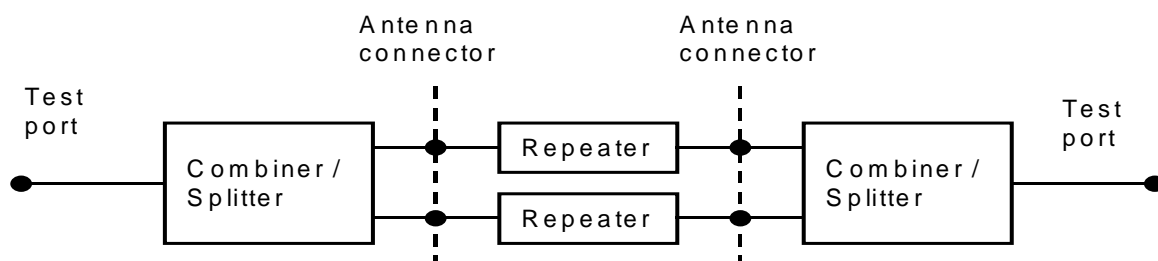 Antenna
connector
Antenna
connector
Test
port
Test
port
Combiner/
Splitter
Repeater
Repeater
Combiner/
Splitter